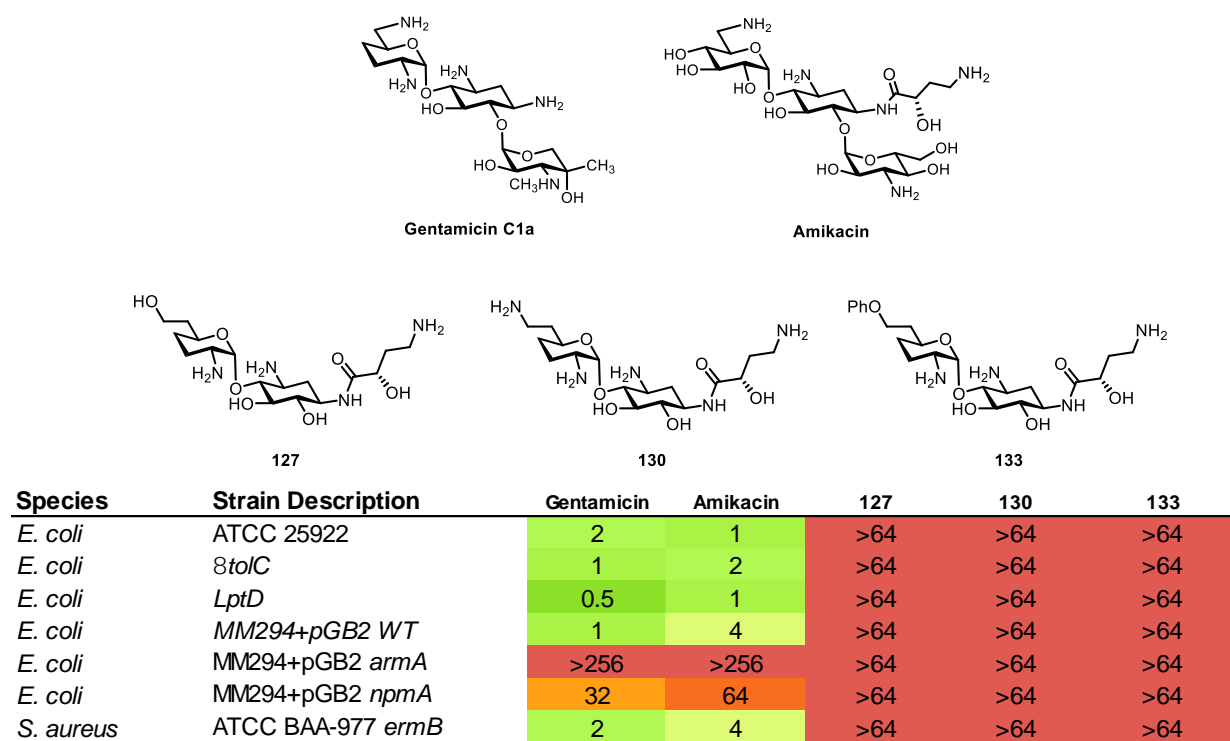 NH₂
O
H₂N
H₂N
O
NH₂
HO
O
O
HO
CH₃
CH₃HN
OH
Gentamicin C1a
NH₂
HO
O
HO
HO
H₂N
O
O
NH₂
HO
NH
OH
O
O
OH
HO
OH
NH₂
Amikacin
HO
O
H₂N
H₂N
O
O
NH₂
HO
NH
OH
OH
127
H₂N
O
H₂N
H₂N
O
O
NH₂
HO
NH
OH
OH
130
PhO
O
H₂N
H₂N
O
O
NH₂
HO
NH
OH
OH
133
Species Strain Description Gentamicin Amikacin 127 130 133
E. coli ATCC 25922 2 1 >64 >64 >64
E. coli 8tolC 1 2 >64 >64 >64
E. coli LptD 0.5 1 >64 >64 >64
E. coli MM294+pGB2 WT 1 4 >64 >64 >64
E. coli MM294+pGB2 armA >256 >256 >64 >64 >64
E. coli MM294+pGB2 npmA 32 64 >64 >64 >64
S. aureus ATCC BAA-977 ermB 2 4 >64 >64 >64